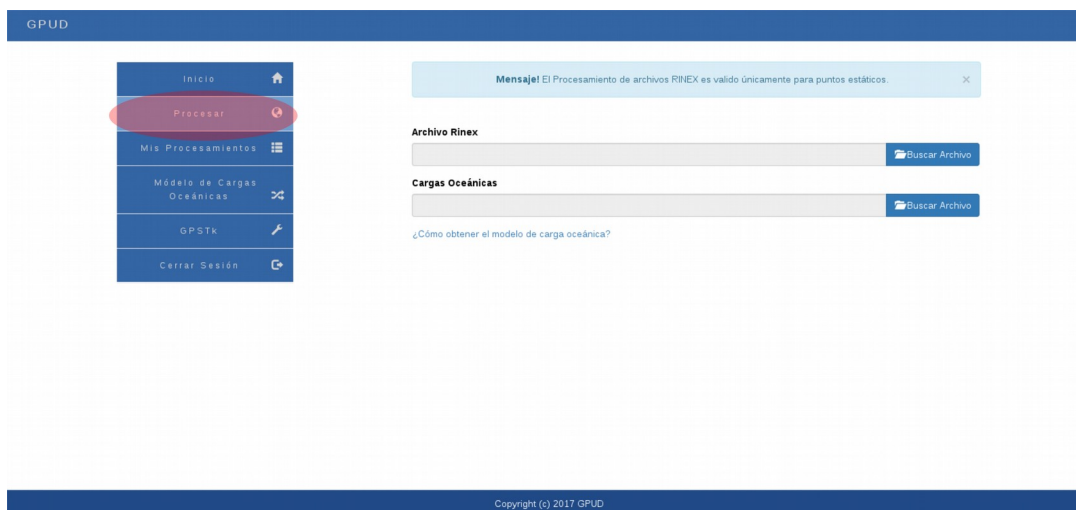 GPUD
Inicio
Procesar
Mis Procesamientos
Módelo de Cargas
Oceánicas
GPSTk
Cerrar Sesión
Mensaje! El Procesamiento de archivos RINEX es valido únicamente para puntos estáticos. ×
Archivo Rinex
Buscar Archivo
Cargas Oceánicas
Buscar Archivo
¿Cómo obtener el modelo de carga oceánica?
Copyright (c) 2017 GPUD